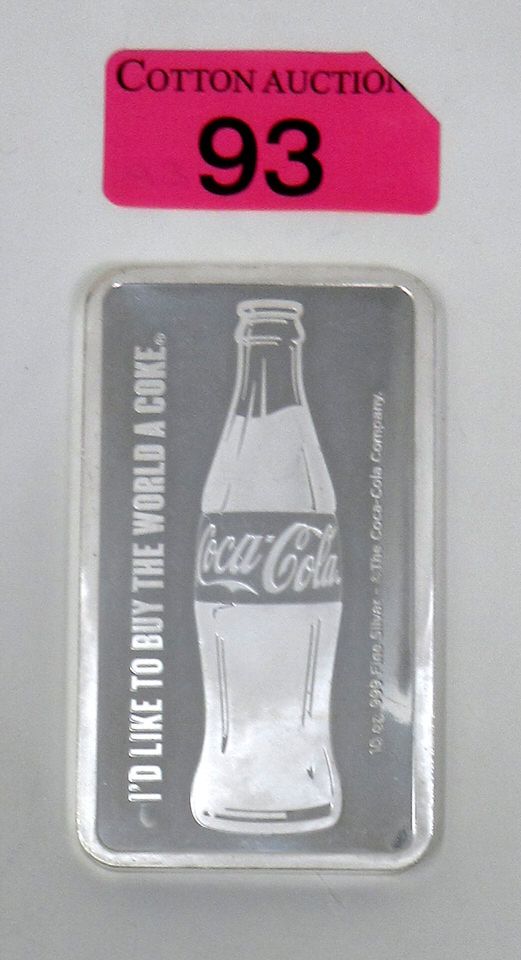 COTTON AUCTION
93
I'D LIKE TO BUY THE WORLD A COKE®
Coca-Cola
10 oz. 999 Fine Silver - ©The Coca-Cola Company.